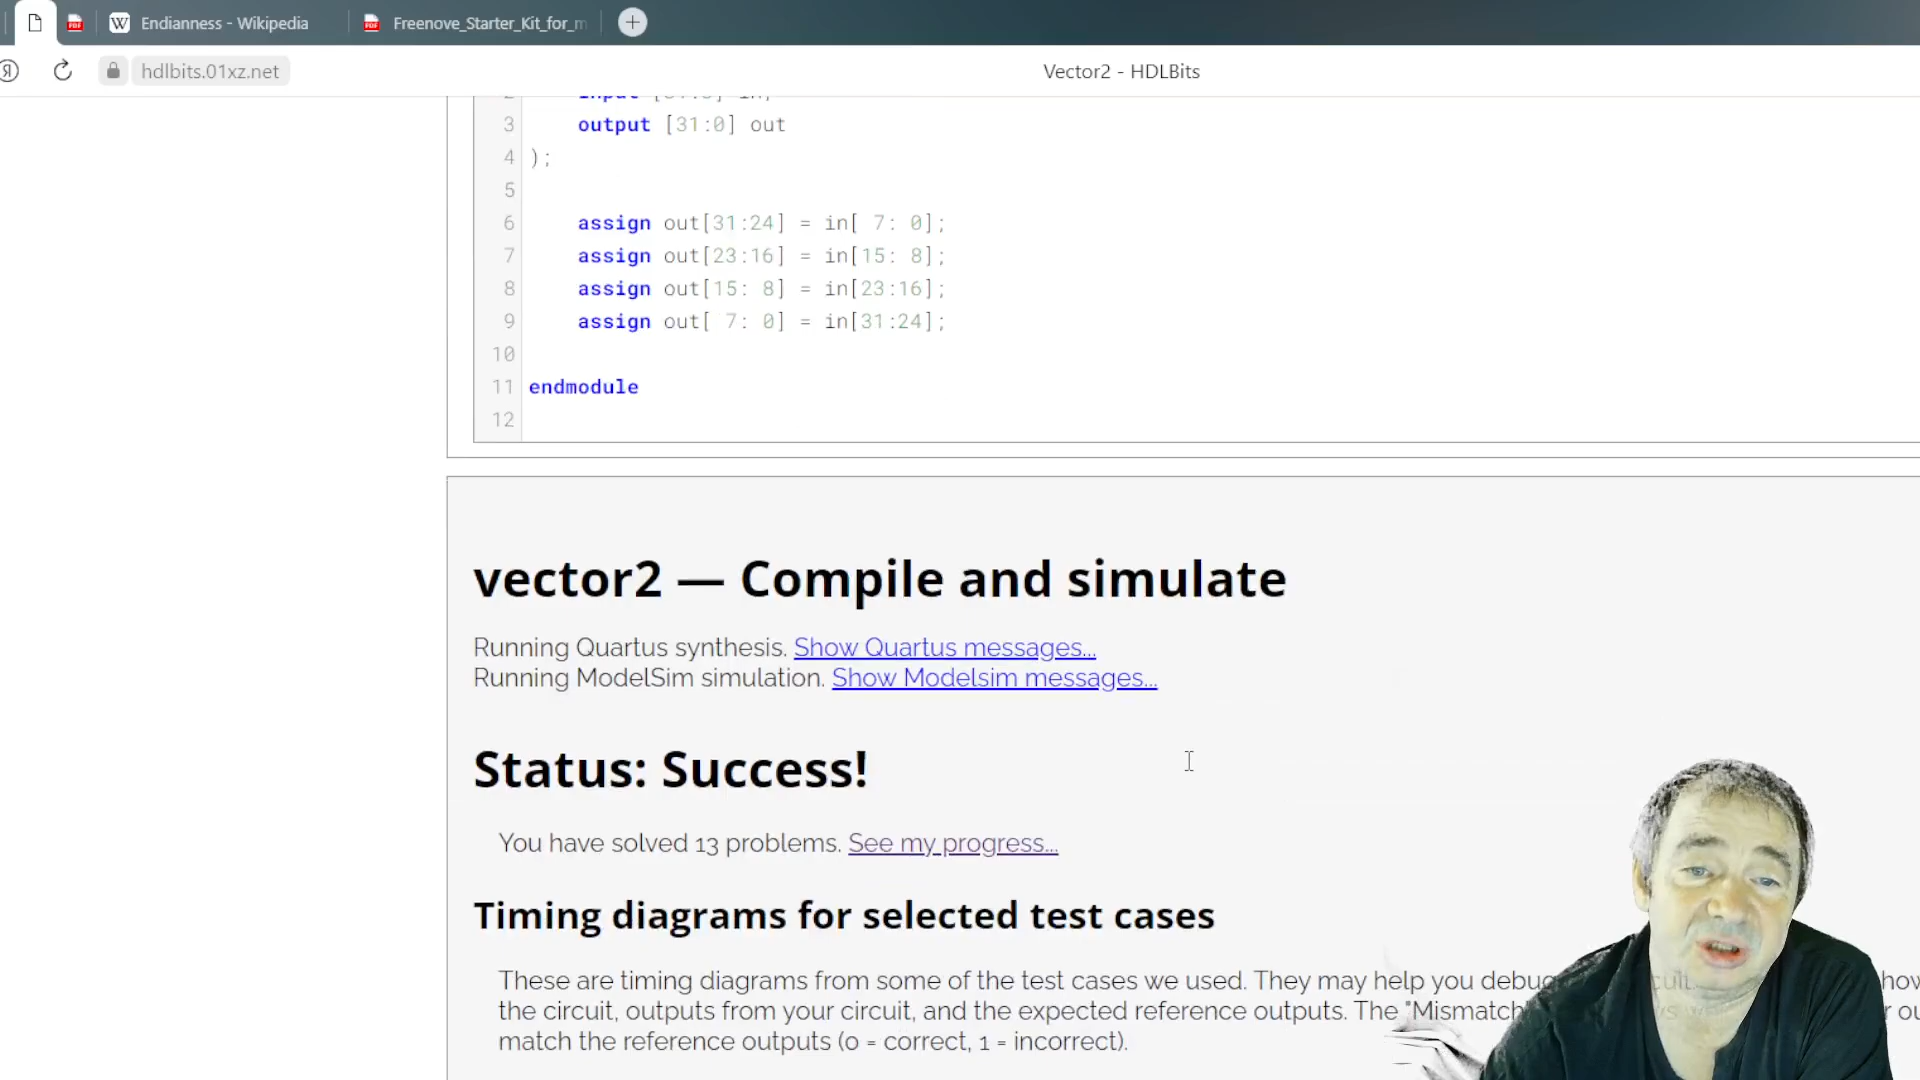 Endianness - Wikipedia
Freenove_Starter_Kit_for_m
hdlbits.01xz.net
Vector2 - HDLBits
3 output [31:0] out
4 );
5
6 assign out[31:24] = in[ 7: 0];
7 assign out[23:16] = in[15: 8];
8 assign out[15: 8] = in[23:16];
9 assign out[ 7: 0] = in[31:24];
10
11 endmodule
12
vector2 — Compile and simulate
Running Quartus synthesis. Show Quartus messages...
Running ModelSim simulation. Show Modelsim messages...
Status: Success!
You have solved 13 problems. See my progress...
Timing diagrams for selected test cases
These are timing diagrams from some of the test cases we used. They may help you debug
the circuit, outputs from your circuit, and the expected reference outputs. The "Mismatch
match the reference outputs (0 = correct, 1 = incorrect).